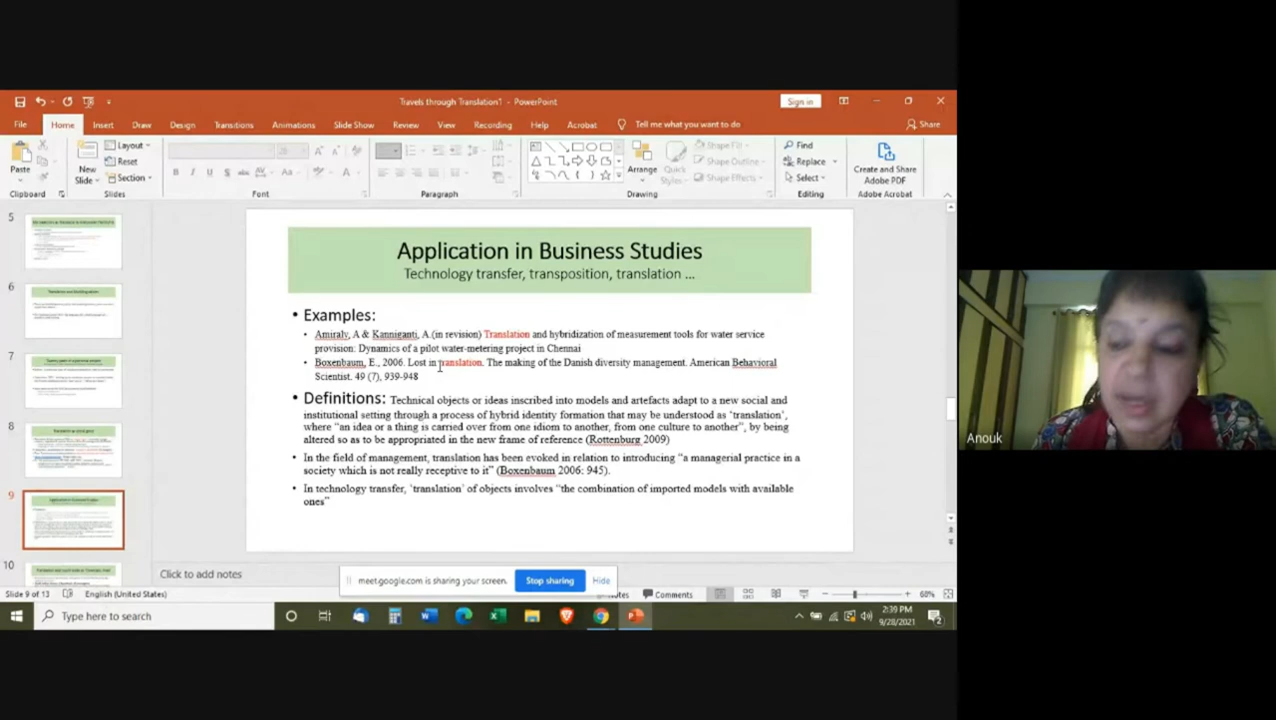 Travels through Translation1 - PowerPoint
Sign in
File Home Insert Draw Design Transitions Animations Slide Show Review View Recording Help Acrobat Tell me what you want to do Share
Paste
New Slide
Layout
Reset
Section
Arrange
Quick Styles
Shape Fill
Shape Outline
Shape Effects
Find
Replace
Select
Create and Share Adobe PDF
Clipboard Slides Font Paragraph Drawing Editing Adobe Acrobat
5
6
7
8
9
10
Application in Business Studies
Technology transfer, transposition, translation ...
• Examples:
• Amiraly, A & Kanniganti, A.(in revision) Translation and hybridization of measurement tools for water service
provision: Dynamics of a pilot water-metering project in Chennai
• Boxenbaum, E., 2006. Lost in translation. The making of the Danish diversity management. American Behavioral
Scientist. 49 (7), 939-948
• Definitions: Technical objects or ideas inscribed into models and artefacts adapt to a new social and
institutional setting through a process of hybrid identity formation that may be understood as ‘translation’,
where “an idea or a thing is carried over from one idiom to another, from one culture to another”, by being
altered so as to be appropriated in the new frame of reference (Rottenburg 2009)
• In the field of management, translation has been evoked in relation to introducing “a managerial practice in a
society which is not really receptive to it” (Boxenbaum 2006: 945).
• In technology transfer, ‘translation’ of objects involves “the combination of imported models with available
ones”
Click to add notes
meet.google.com is sharing your screen. Stop sharing Hide
Slide 9 of 13 English (United States) Comments 68%
Type here to search
2:39 PM
9/28/2021
2
Anouk